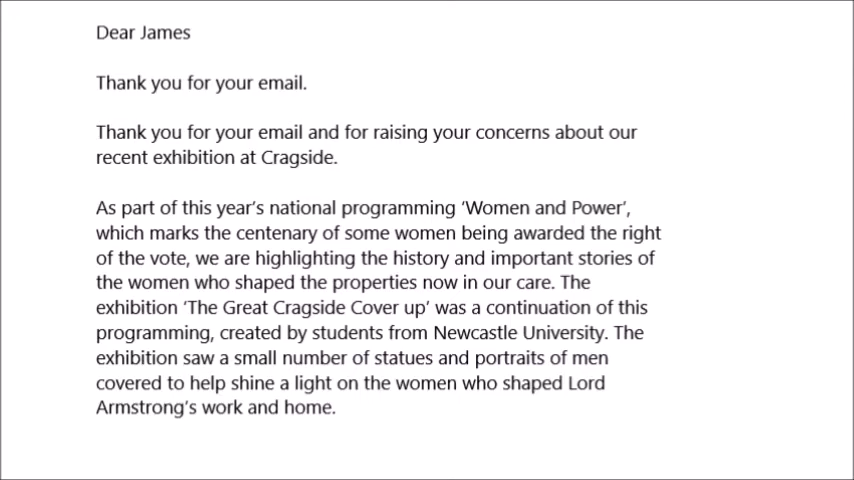 Dear James
Thank you for your email.
Thank you for your email and for raising your concerns about our
recent exhibition at Cragside.
As part of this year’s national programming ‘Women and Power’,
which marks the centenary of some women being awarded the right
of the vote, we are highlighting the history and important stories of
the women who shaped the properties now in our care. The
exhibition ‘The Great Cragside Cover up’ was a continuation of this
programming, created by students from Newcastle University. The
exhibition saw a small number of statues and portraits of men
covered to help shine a light on the women who shaped Lord
Armstrong’s work and home.